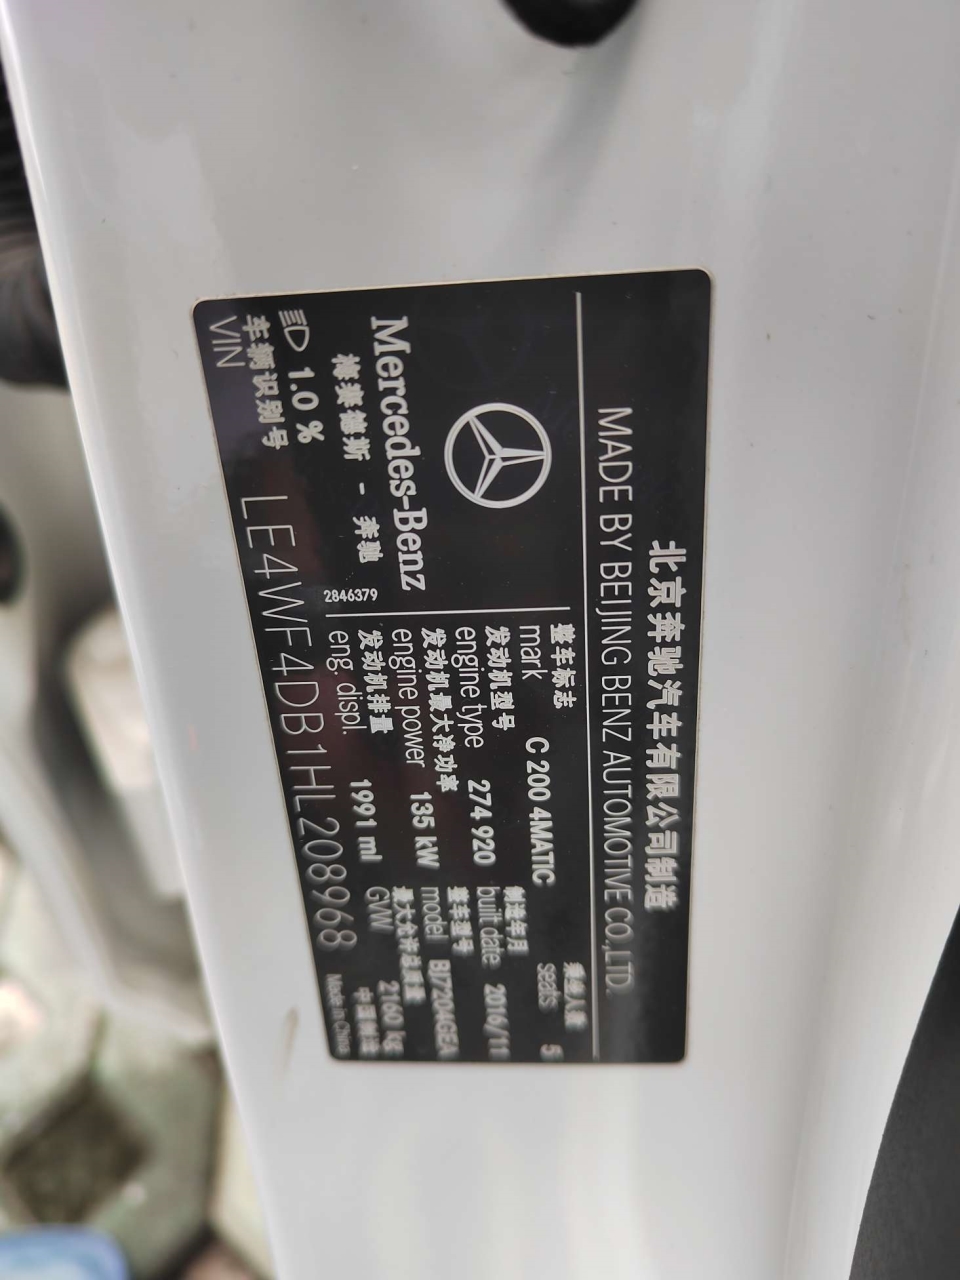 北京奔驰汽车有限公司制造
MADE BY BEIJING BENZ AUTOMOTIVE CO.,LTD.
Mercedes-Benz
梅赛德斯 - 奔驰
2846379
1.0 %
整车标志
mark C 200 4MATIC
乘坐人数
seats 5
发动机型号
engine type 274 920
制造年月
built date 2016/11
发动机最大净功率
engine power 135 kW
整车型号
model BJ7204GEA
发动机排量
eng. displ. 1991 ml
最大允许总质量
GVW 2160 kg
车辆识别号
VIN LE4WF4DB1HL208968
中国制造
Made in China